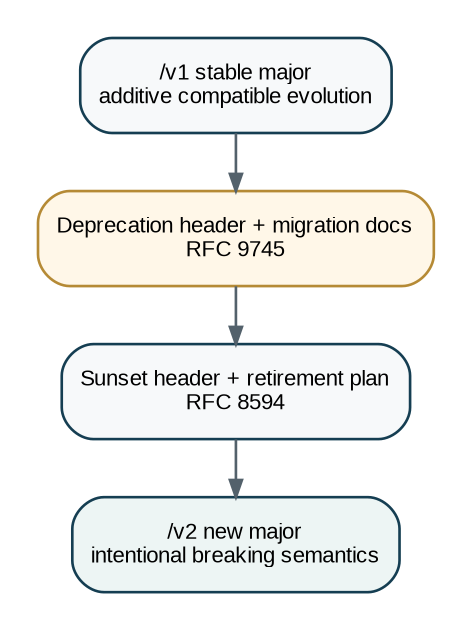 /v1 stable major
additive compatible evolution
Deprecation header + migration docs
RFC 9745
Sunset header + retirement plan
RFC 8594
/v2 new major
intentional breaking semantics